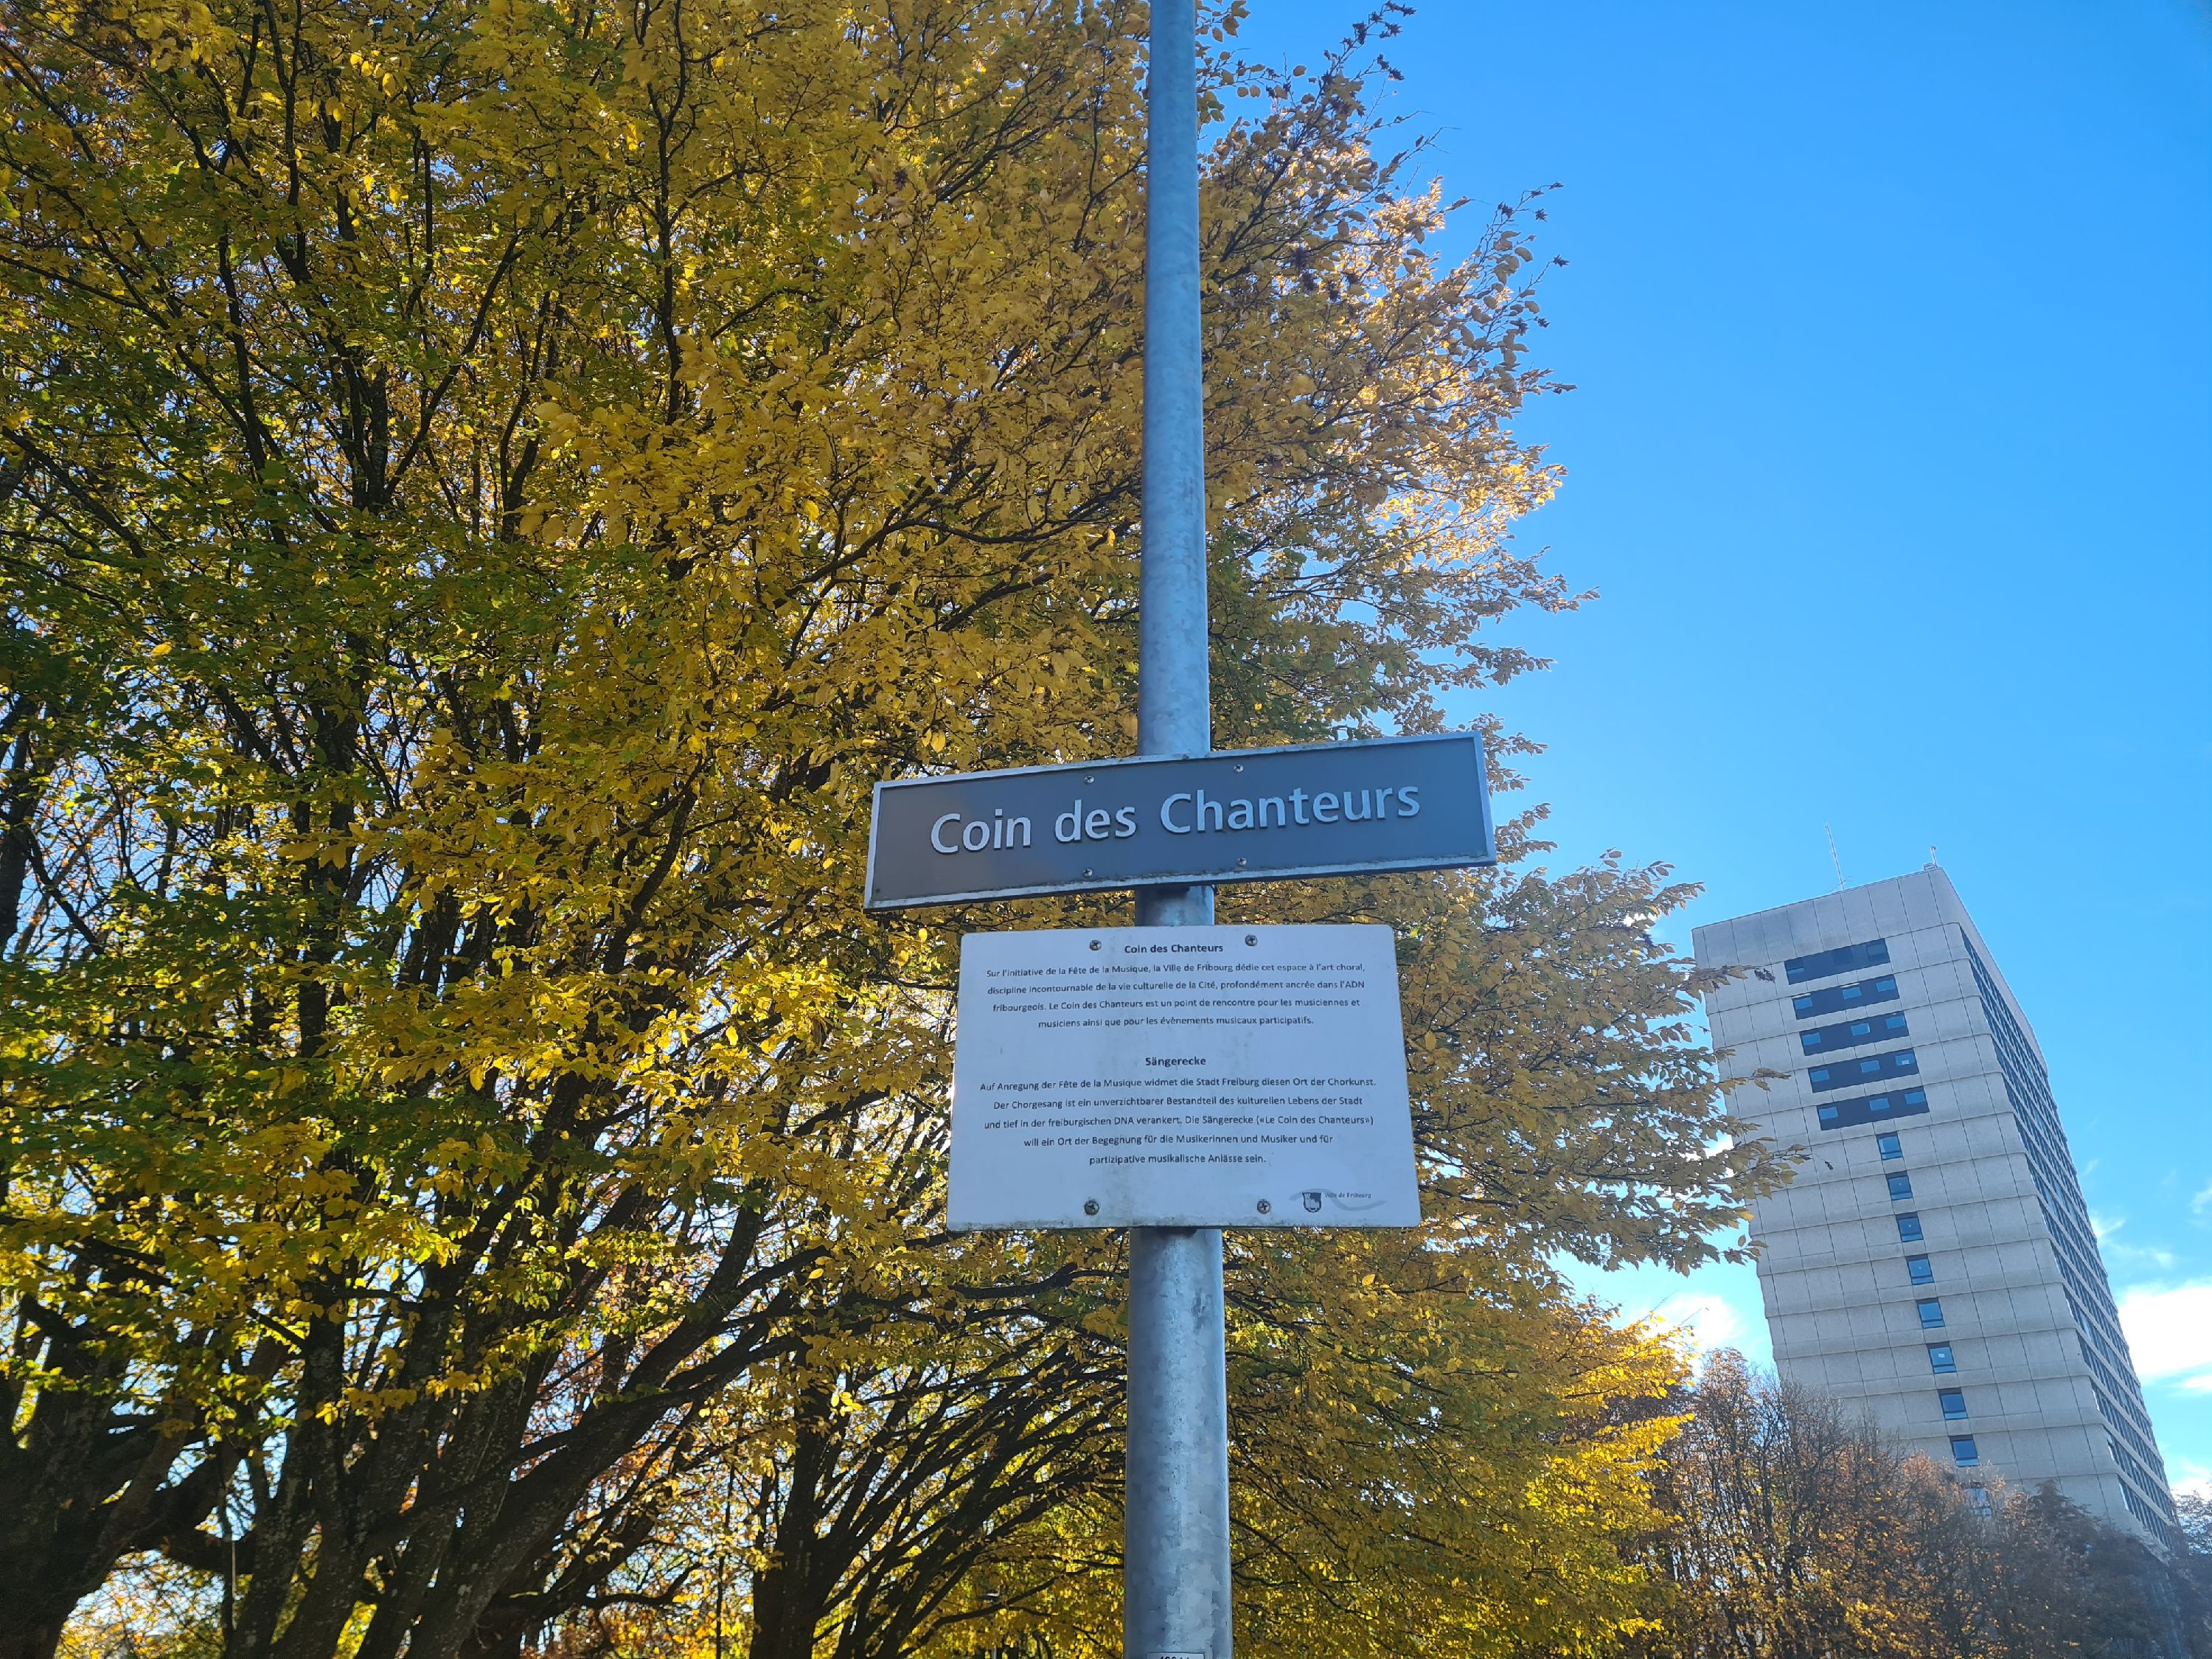 Coin des Chanteurs
Coin des Chanteurs
Sur l'initiative de la Fête de la Musique, la Ville de Fribourg dédie cet espace à l'art choral,
discipline incontournable de la vie culturelle de la Cité, profondément ancrée dans l'ADN
fribourgeois. Le Coin des Chanteurs est un point de rencontre pour les musiciennes et
musiciens ainsi que pour les évènements musicaux participatifs.
Sängerecke
Auf Anregung der Fête de la Musique widmet die Stadt Freiburg diesen Ort der Chorkunst.
Der Chorgesang ist ein unverzichtbarer Bestandteil des kulturellen Lebens der Stadt
und tief in der freiburgischen DNA verankert. Die Sängerecke («Le Coin des Chanteurs»)
will ein Ort der Begegnung für die Musikerinnen und Musiker und für
partizipative musikalische Anlässe sein.
Ville de Fribourg